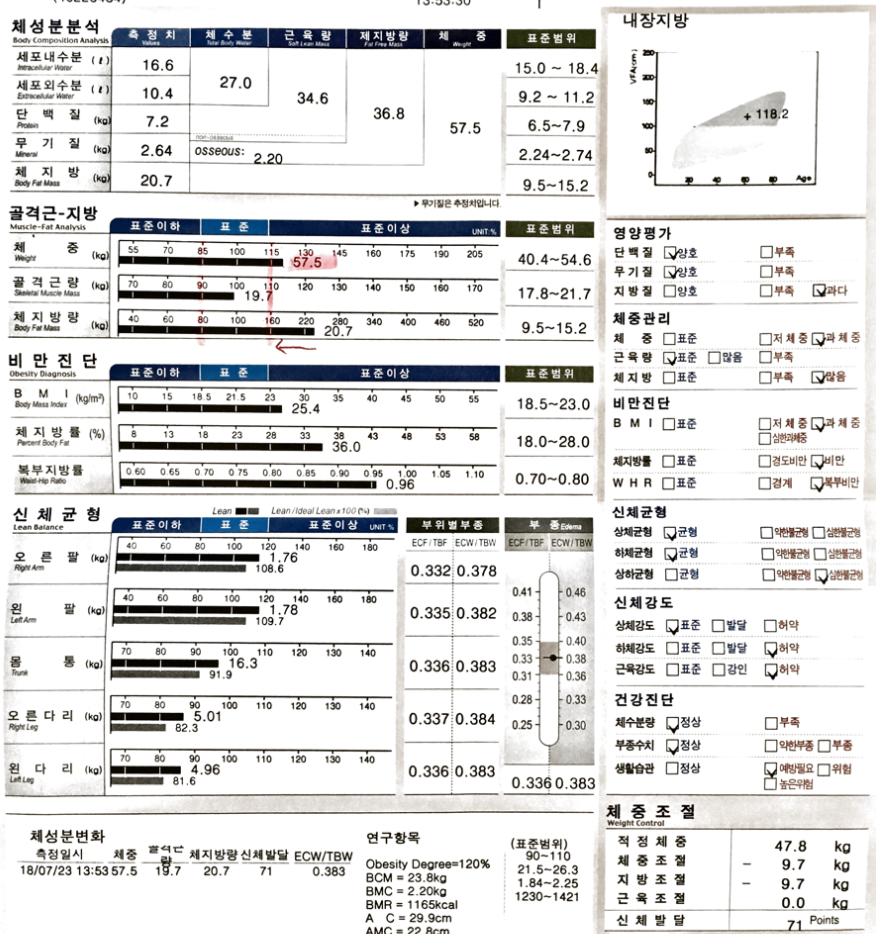 13:53:30
체성분분석 측정치 체수분 근육량 제지방량 체중 표준범위
Body Composition Analysis Values Total Body Water Soft Lean Mass Fat Free Mass Weight
세포내수분 (ℓ) 16.6 27.0 34.6 36.8 57.5 15.0 ~ 18.4
Intracellular Water
세포외수분 (ℓ) 10.4 9.2 ~ 11.2
Extracellular Water
단백질 (kg) 7.2 6.5~7.9
Protein
무기질 (kg) 2.64 non-osseous osseous: 2.20 2.24~2.74
Mineral
체지방 (kg) 20.7 9.5~15.2
Body Fat Mass
▶ 무기질은 추정치입니다.
골격근-지방 표준이하 표준 표준이상 UNIT:% 표준범위
Muscle-Fat Analysis
체중 (kg) 55 70 85 100 115 130 145 160 175 190 205 40.4~54.6
Weight 57.5
골격근량 (kg) 70 80 90 100 110 120 130 140 150 160 170 17.8~21.7
Skeletal Muscle Mass 19.7
체지방량 (kg) 40 60 80 100 160 220 280 340 400 460 520 9.5~15.2
Body Fat Mass 20.7
비만진단 표준이하 표준 표준이상 표준범위
Obesity Diagnosis
BMI (kg/m²) 10 15 18.5 21.5 23 30 35 40 45 50 55 18.5~23.0
Body Mass Index 25.4
체지방률 (%) 8 13 18 23 28 33 38 43 48 53 58 18.0~28.0
Percent Body Fat 36.0
복부지방률 0.60 0.65 0.70 0.75 0.80 0.85 0.90 0.95 1.00 1.05 1.10 0.70~0.80
Waist-Hip Ratio 0.96
신체균형 Lean Lean/Ideal Lean x 100 (%)
Lean Balance 표준이하 표준 표준이상 UNIT % 부위별부종 부종 Edema
ECF/TBF ECW/TBW ECF/TBF ECW/TBW
오른팔 (kg) 40 60 80 100 120 140 160 180 0.332 0.378
Right Arm 1.76
108.6
왼팔 (kg) 40 60 80 100 120 140 160 180 0.335 0.382
Left Arm 1.78
109.7
몸통 (kg) 70 80 90 100 110 120 130 140 0.336 0.383
Trunk 16.3
91.9
오른다리 (kg) 70 80 90 100 110 120 130 140 0.337 0.384
Right Leg 5.01
82.3
왼다리 (kg) 70 80 90 100 110 120 130 140 0.336 0.383
Left Leg 4.96
81.6
0.41 0.46
0.38 0.43
0.35 0.40
0.33 0.38
0.31 0.36
0.28 0.33
0.25 0.30
0.336 0.383
체성분변화
측정일시 체중 골격근량 체지방량 신체발달 ECW/TBW
18/07/23 13:53 57.5 19.7 20.7 71 0.383
연구항목 (표준범위)
Obesity Degree=120% 90~110
BCM = 23.8kg 21.5~26.3
BMC = 2.20kg 1.84~2.25
BMR = 1165kcal 1230~1421
A C = 29.9cm
AMC = 22.8cm
내장지방
VFA(cm²)
250
200
150
100
50
0
+ 118.2
20 40 60 80 Age
영양평가
단백질 양호 부족
무기질 양호 부족
지방질 양호 부족 과다
체중관리
체중 표준 저체중 과체중
근육량 표준 많음 부족
체지방 표준 부족 많음
비만진단
BMI 표준 저체중 과체중
심한과체중
체지방률 표준 경도비만 비만
WHR 표준 경계 복부비만
신체균형
상체균형 균형 약한불균형 심한불균형
하체균형 균형 약한불균형 심한불균형
상하균형 균형 약한불균형 심한불균형
신체강도
상체강도 표준 발달 허약
하체강도 표준 발달 허약
근육강도 표준 강인 허약
건강진단
체수분량 정상 부족
부종수치 정상 약한부종 부종
생활습관 정상 예방필요 위험
높은위험
체중조절
Weight Control
적정체중 47.8 kg
체중조절 - 9.7 kg
지방조절 - 9.7 kg
근육조절 0.0 kg
신체발달 71 Points